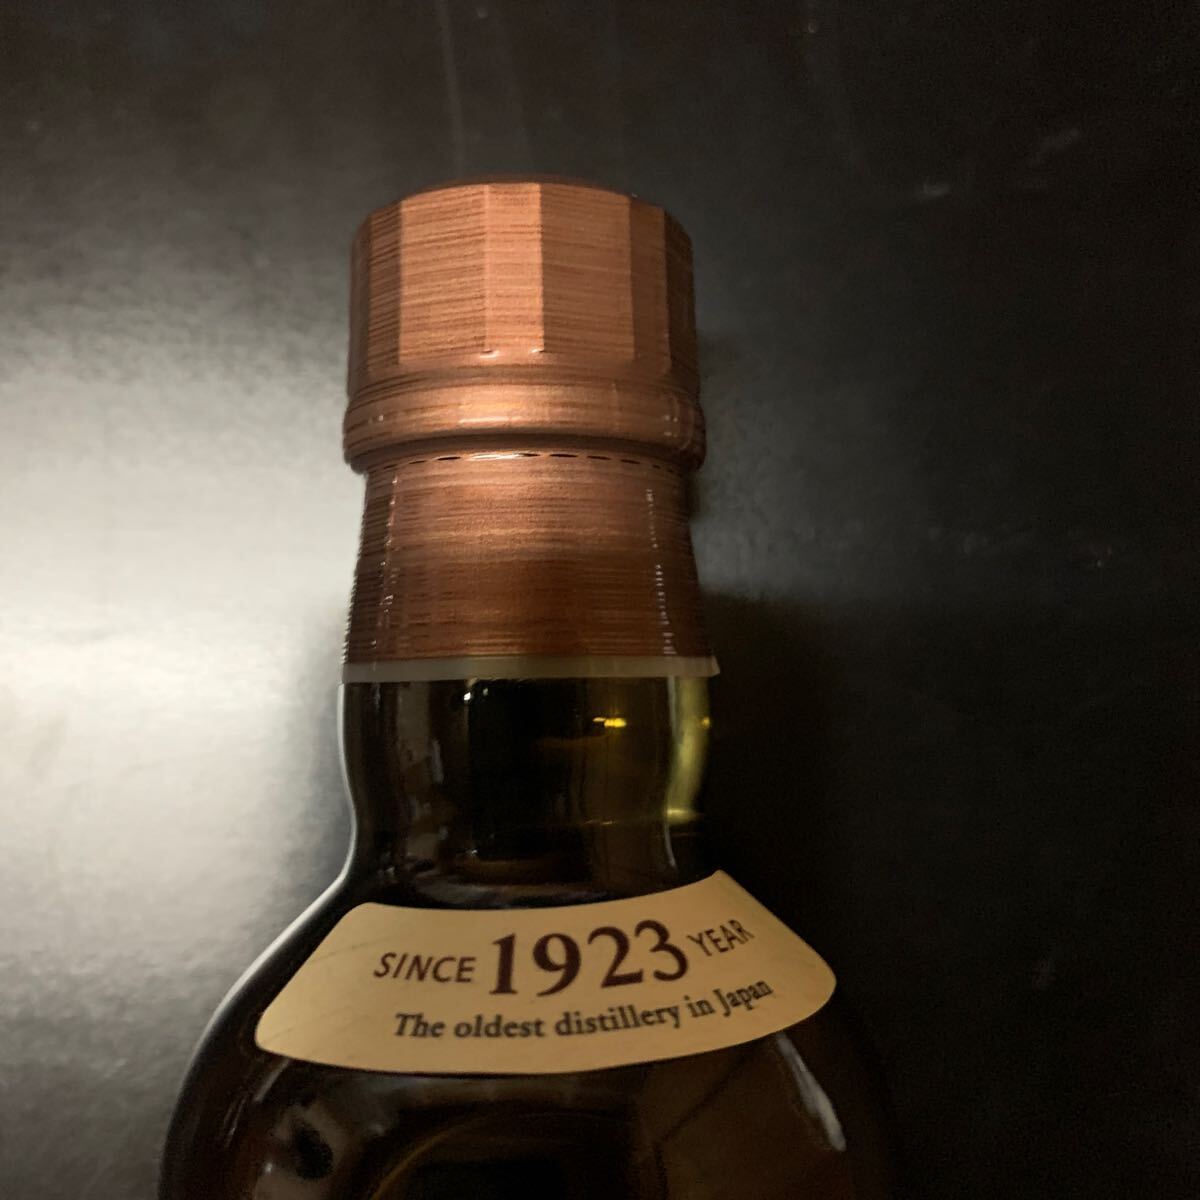 SINCE 1923 YEAR
The oldest distillery in Japan